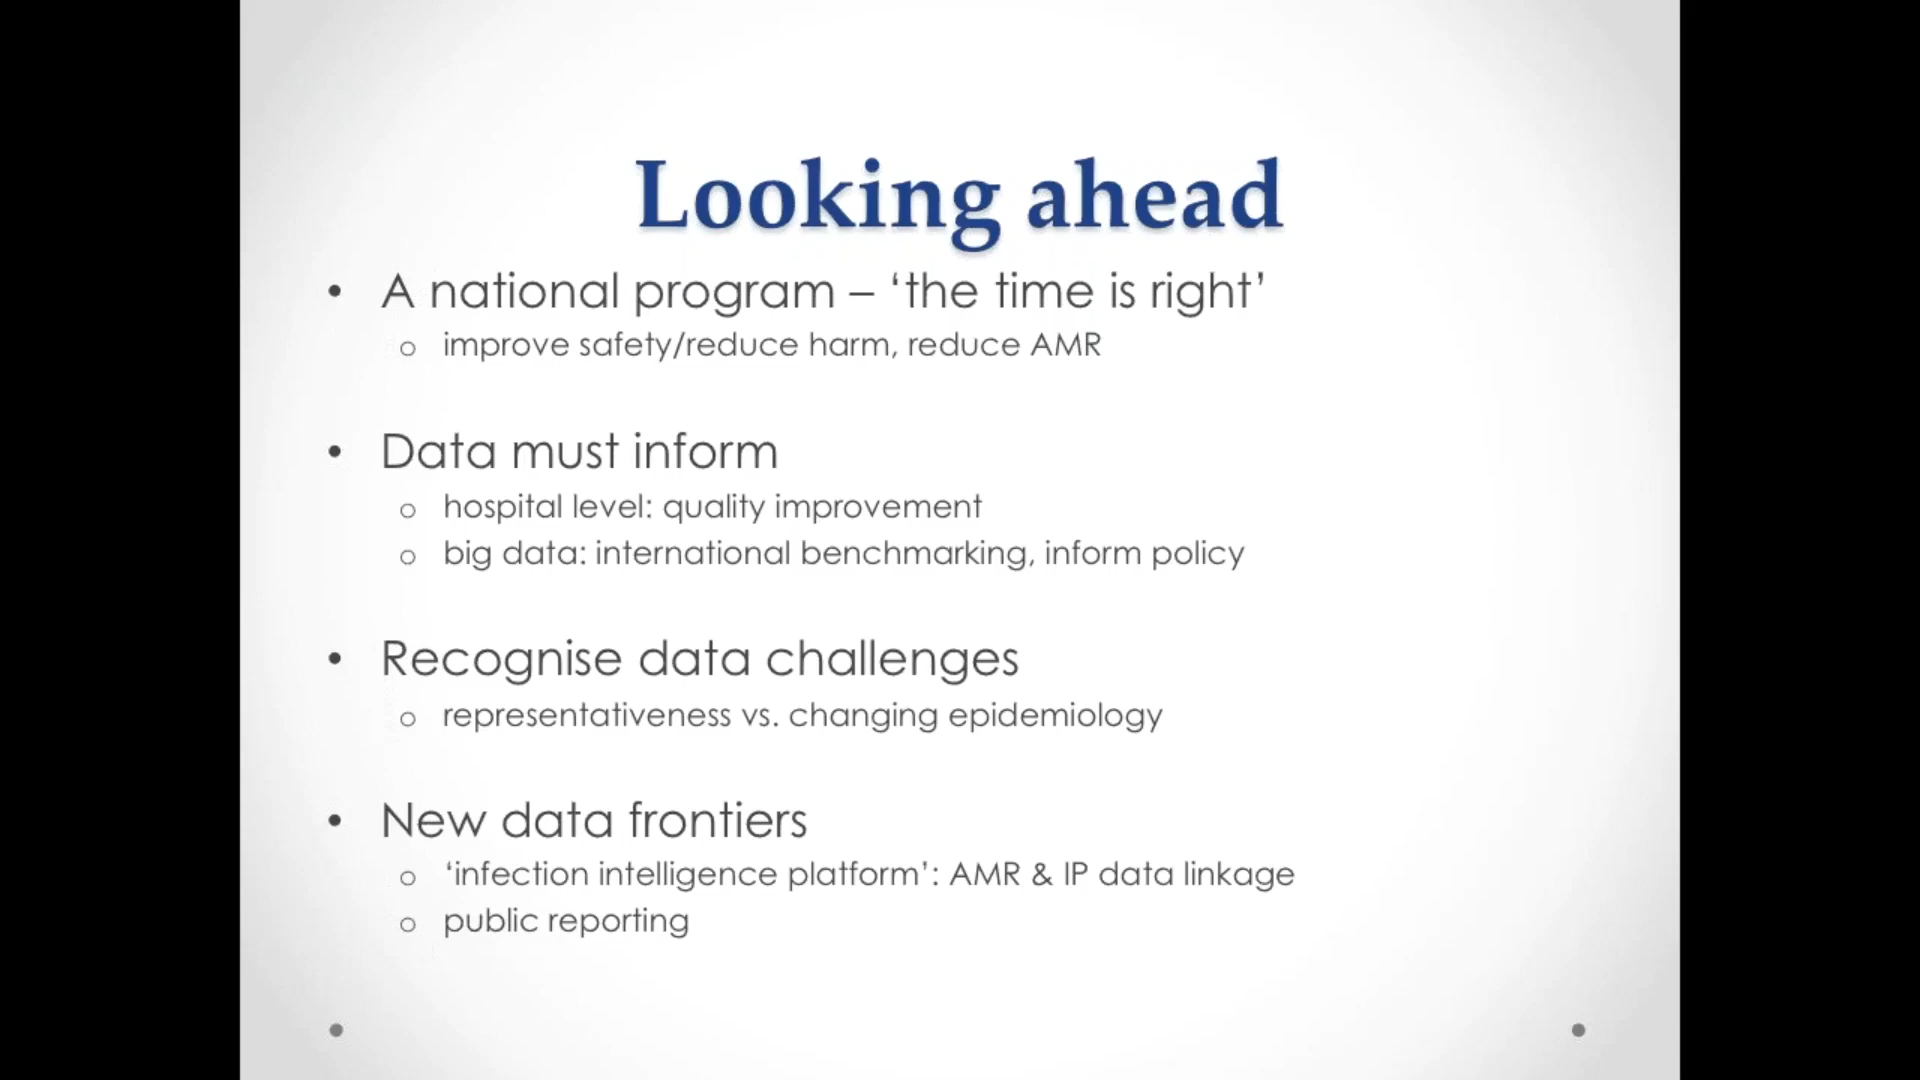 Looking ahead
• A national program – ‘the time is right’
o improve safety/reduce harm, reduce AMR
• Data must inform
o hospital level: quality improvement
o big data: international benchmarking, inform policy
• Recognise data challenges
o representativeness vs. changing epidemiology
• New data frontiers
o ‘infection intelligence platform’: AMR & IP data linkage
o public reporting